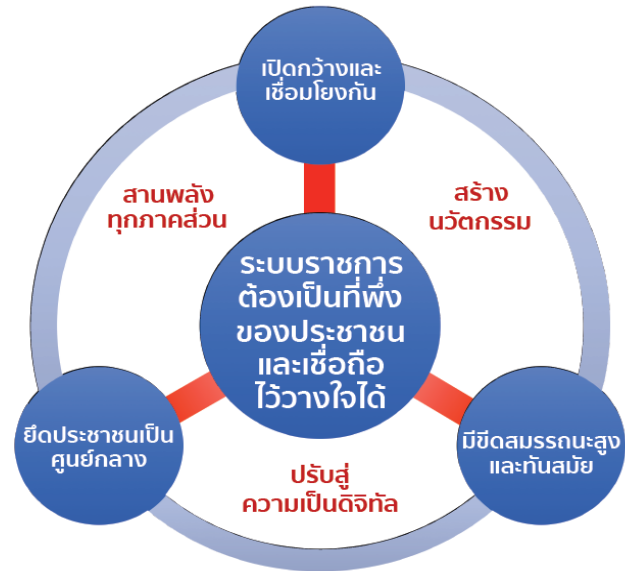 เปิดกว้างและ
เชื่อมโยงกัน
สานพลัง
ทุกภาคส่วน
สร้าง
นวัตกรรม
ระบบราชการ
ต้องเป็นที่พึ่ง
ของประชาชน
และเชื่อถือ
ไว้วางใจได้
ยึดประชาชนเป็น
ศูนย์กลาง
มีขีดสมรรถนะสูง
และทันสมัย
ปรับสู่
ความเป็นดิจิทัล